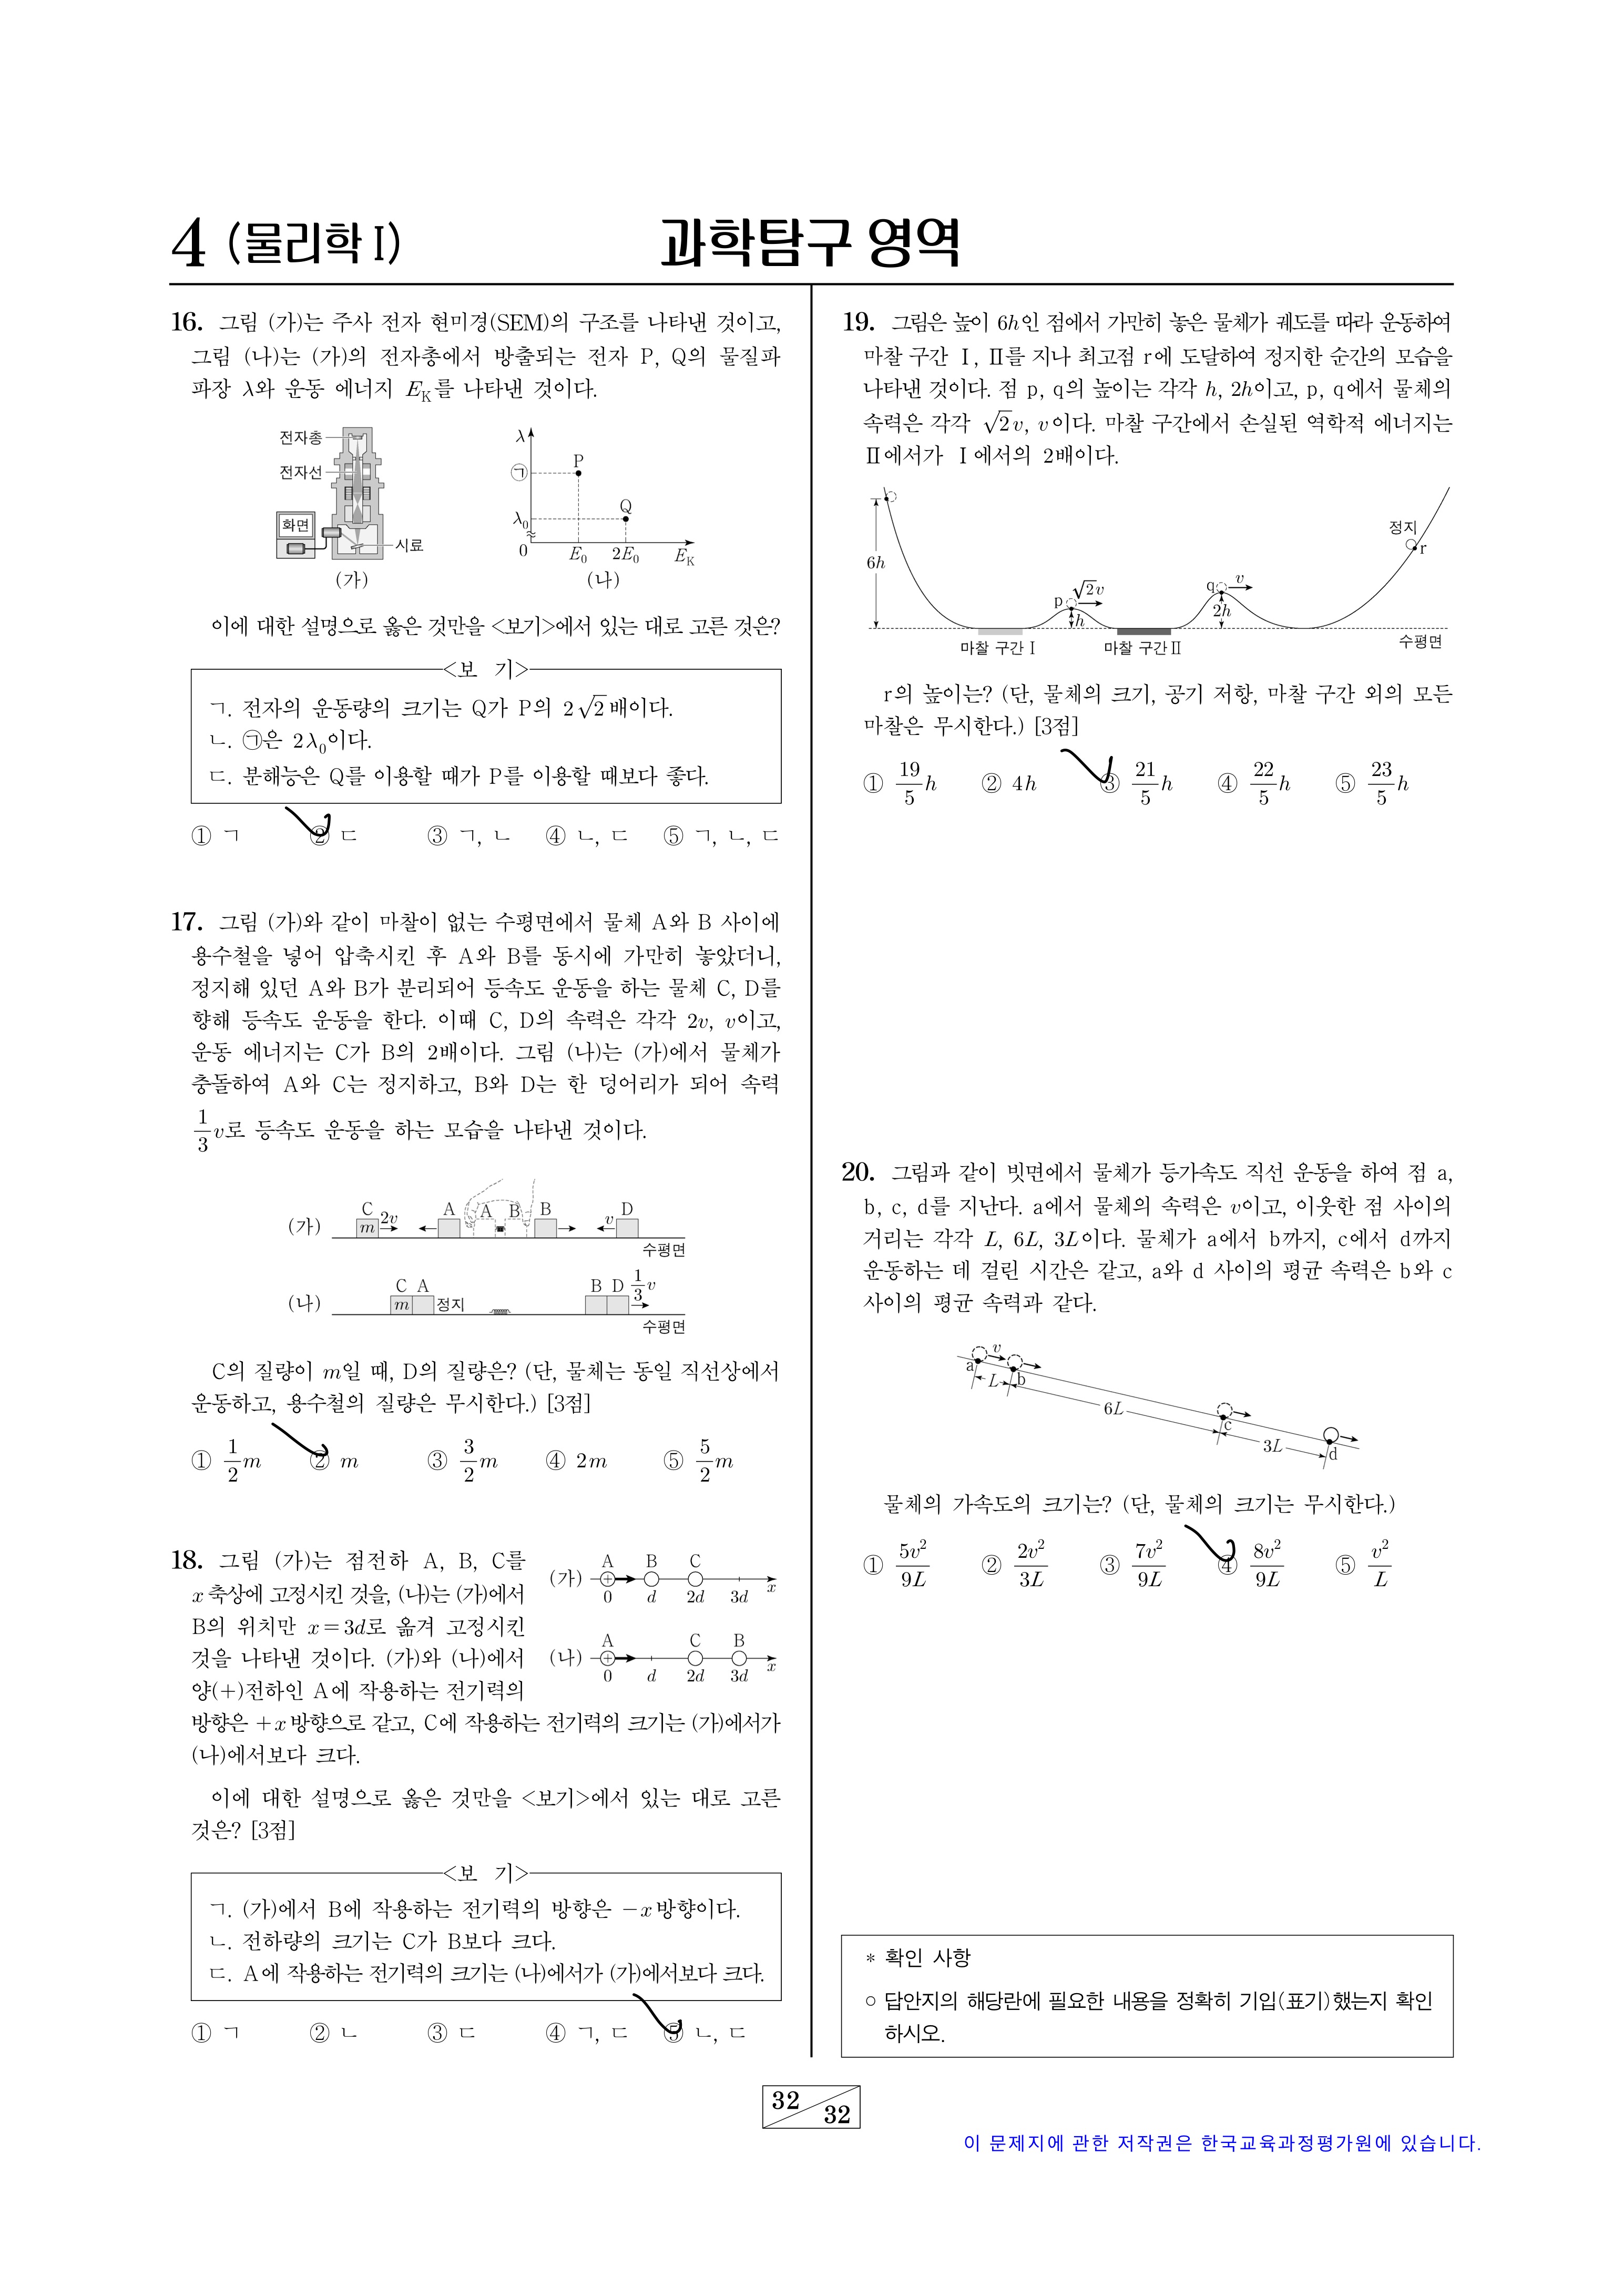 4 (물리학 I)
과학탐구 영역
16. 그림 (가)는 주사 전자 현미경(SEM)의 구조를 나타낸 것이고,
그림 (나)는 (가)의 전자총에서 방출되는 전자 P, Q의 물질파
파장 λ와 운동 에너지 E_K를 나타낸 것이다.
전자총
전자선
화면
시료
(가)
λ
㉠
P
λ₀
Q
0
E₀
2E₀
E_K
(나)
이에 대한 설명으로 옳은 것만을 <보기>에서 있는 대로 고른 것은?
<보 기>
ㄱ. 전자의 운동량의 크기는 Q가 P의 2√2배이다.
ㄴ. ㉠은 2λ₀이다.
ㄷ. 분해능은 Q를 이용할 때가 P를 이용할 때보다 좋다.
① ㄱ ② ㄷ ③ ㄱ, ㄴ ④ ㄴ, ㄷ ⑤ ㄱ, ㄴ, ㄷ
17. 그림 (가)와 같이 마찰이 없는 수평면에서 물체 A와 B 사이에
용수철을 넣어 압축시킨 후 A와 B를 동시에 가만히 놓았더니,
정지해 있던 A와 B가 분리되어 등속도 운동을 하는 물체 C, D를
향해 등속도 운동을 한다. 이때 C, D의 속력은 각각 2v, v이고,
운동 에너지는 C가 B의 2배이다. 그림 (나)는 (가)에서 물체가
충돌하여 A와 C는 정지하고, B와 D는 한 덩어리가 되어 속력
1/3 v로 등속도 운동을 하는 모습을 나타낸 것이다.
(가)
C
m
2v
A
A
B
B
v
D
수평면
(나)
C A
m
정지
B D
1/3 v
수평면
C의 질량이 m일 때, D의 질량은? (단, 물체는 동일 직선상에서
운동하고, 용수철의 질량은 무시한다.) [3점]
① 1/2 m ② m ③ 3/2 m ④ 2m ⑤ 5/2 m
18. 그림 (가)는 점전하 A, B, C를
x축상에 고정시킨 것을, (나)는 (가)에서
B의 위치만 x=3d로 옮겨 고정시킨
것을 나타낸 것이다. (가)와 (나)에서
양(+)전하인 A에 작용하는 전기력의
방향은 +x방향으로 같고, C에 작용하는 전기력의 크기는 (가)에서가
(나)에서보다 크다.
A B C
(가) +
0 d 2d 3d x
A C B
(나) +
0 d 2d 3d x
이에 대한 설명으로 옳은 것만을 <보기>에서 있는 대로 고른
것은? [3점]
<보 기>
ㄱ. (가)에서 B에 작용하는 전기력의 방향은 −x방향이다.
ㄴ. 전하량의 크기는 C가 B보다 크다.
ㄷ. A에 작용하는 전기력의 크기는 (나)에서가 (가)에서보다 크다.
① ㄱ ② ㄴ ③ ㄷ ④ ㄱ, ㄷ ⑤ ㄴ, ㄷ
19. 그림은 높이 6h인 점에서 가만히 놓은 물체가 궤도를 따라 운동하여
마찰 구간 Ⅰ, Ⅱ를 지나 최고점 r에 도달하여 정지한 순간의 모습을
나타낸 것이다. 점 p, q의 높이는 각각 h, 2h이고, p, q에서 물체의
속력은 각각 √2v, v이다. 마찰 구간에서 손실된 역학적 에너지는
Ⅱ에서가 Ⅰ에서의 2배이다.
6h
p
√2v
h
q
v
2h
정지
r
마찰 구간 Ⅰ
마찰 구간 Ⅱ
수평면
r의 높이는? (단, 물체의 크기, 공기 저항, 마찰 구간 외의 모든
마찰은 무시한다.) [3점]
① 19/5 h ② 4h ③ 21/5 h ④ 22/5 h ⑤ 23/5 h
20. 그림과 같이 빗면에서 물체가 등가속도 직선 운동을 하여 점 a,
b, c, d를 지난다. a에서 물체의 속력은 v이고, 이웃한 점 사이의
거리는 각각 L, 6L, 3L이다. 물체가 a에서 b까지, c에서 d까지
운동하는 데 걸린 시간은 같고, a와 d 사이의 평균 속력은 b와 c
사이의 평균 속력과 같다.
a
v
L
b
6L
c
3L
d
물체의 가속도의 크기는? (단, 물체의 크기는 무시한다.)
① 5v²/9L ② 2v²/3L ③ 7v²/9L ④ 8v²/9L ⑤ v²/L
* 확인 사항
○ 답안지의 해당란에 필요한 내용을 정확히 기입(표기)했는지 확인
하시오.
32
32
이 문제지에 관한 저작권은 한국교육과정평가원에 있습니다.